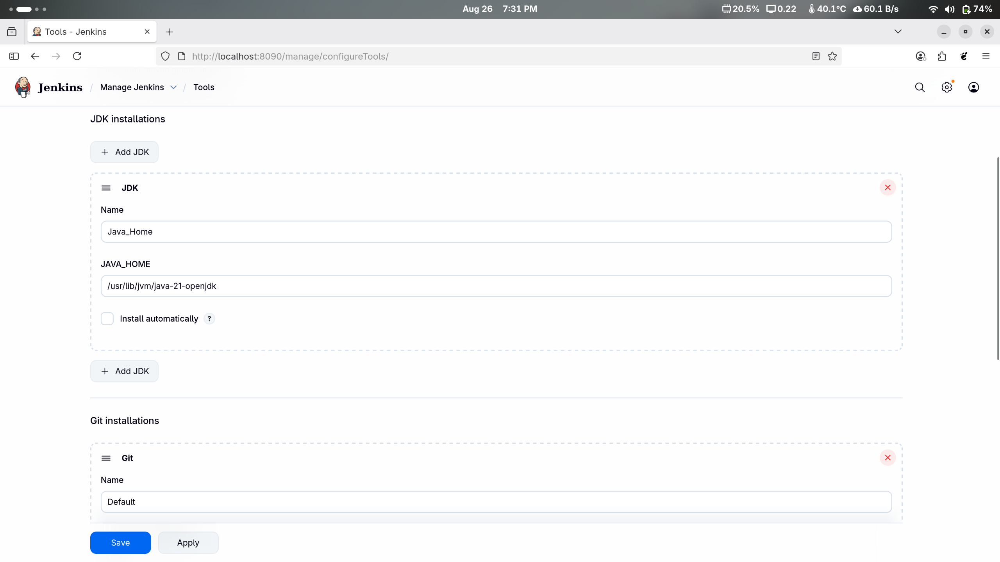 Aug 26 7:31 PM 20.5% 0.22 40.1°C 60.1 B/s 74%
Tools - Jenkins
http://localhost:8090/manage/configureTools/
Jenkins / Manage Jenkins / Tools
JDK installations
+ Add JDK
JDK
Name
Java_Home
JAVA_HOME
/usr/lib/jvm/java-21-openjdk
Install automatically ?
+ Add JDK
Git installations
Git
Name
Default
Save Apply